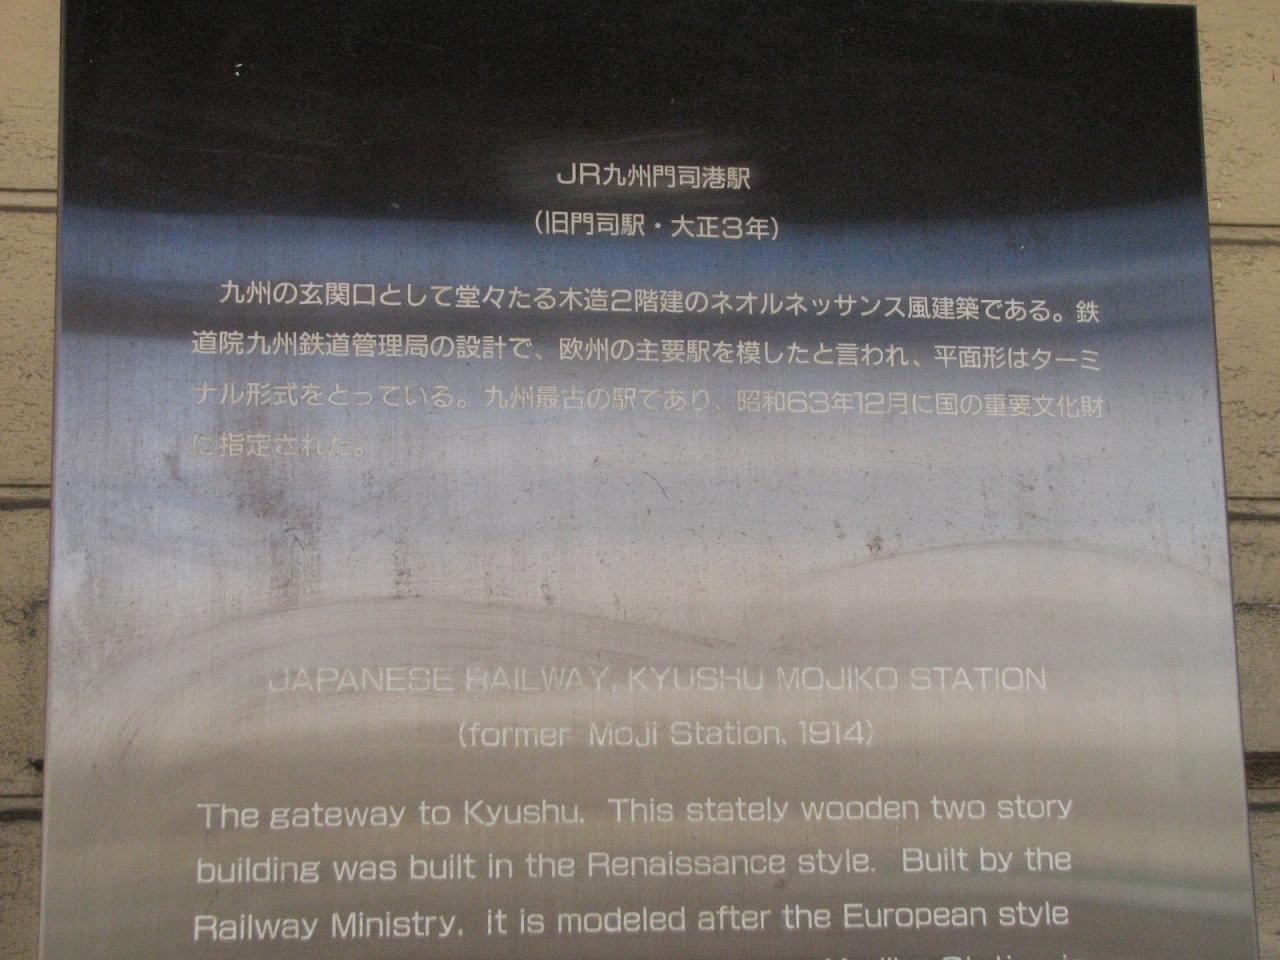 JR九州門司港駅
(旧門司駅・大正3年)
九州の玄関口として堂々たる木造2階建のネオルネッサンス風建築である。鉄
道院九州鉄道管理局の設計で、欧州の主要駅を模したと言われ、平面形はターミ
ナル形式をとっている。九州最古の駅であり、昭和63年12月に国の重要文化財
に指定された。
JAPANESE RAILWAY, KYUSHU MOJIKO STATION
(former Moji Station, 1914)
The gateway to Kyushu. This stately wooden two story
building was built in the Renaissance style. Built by the
Railway Ministry, it is modeled after the European style